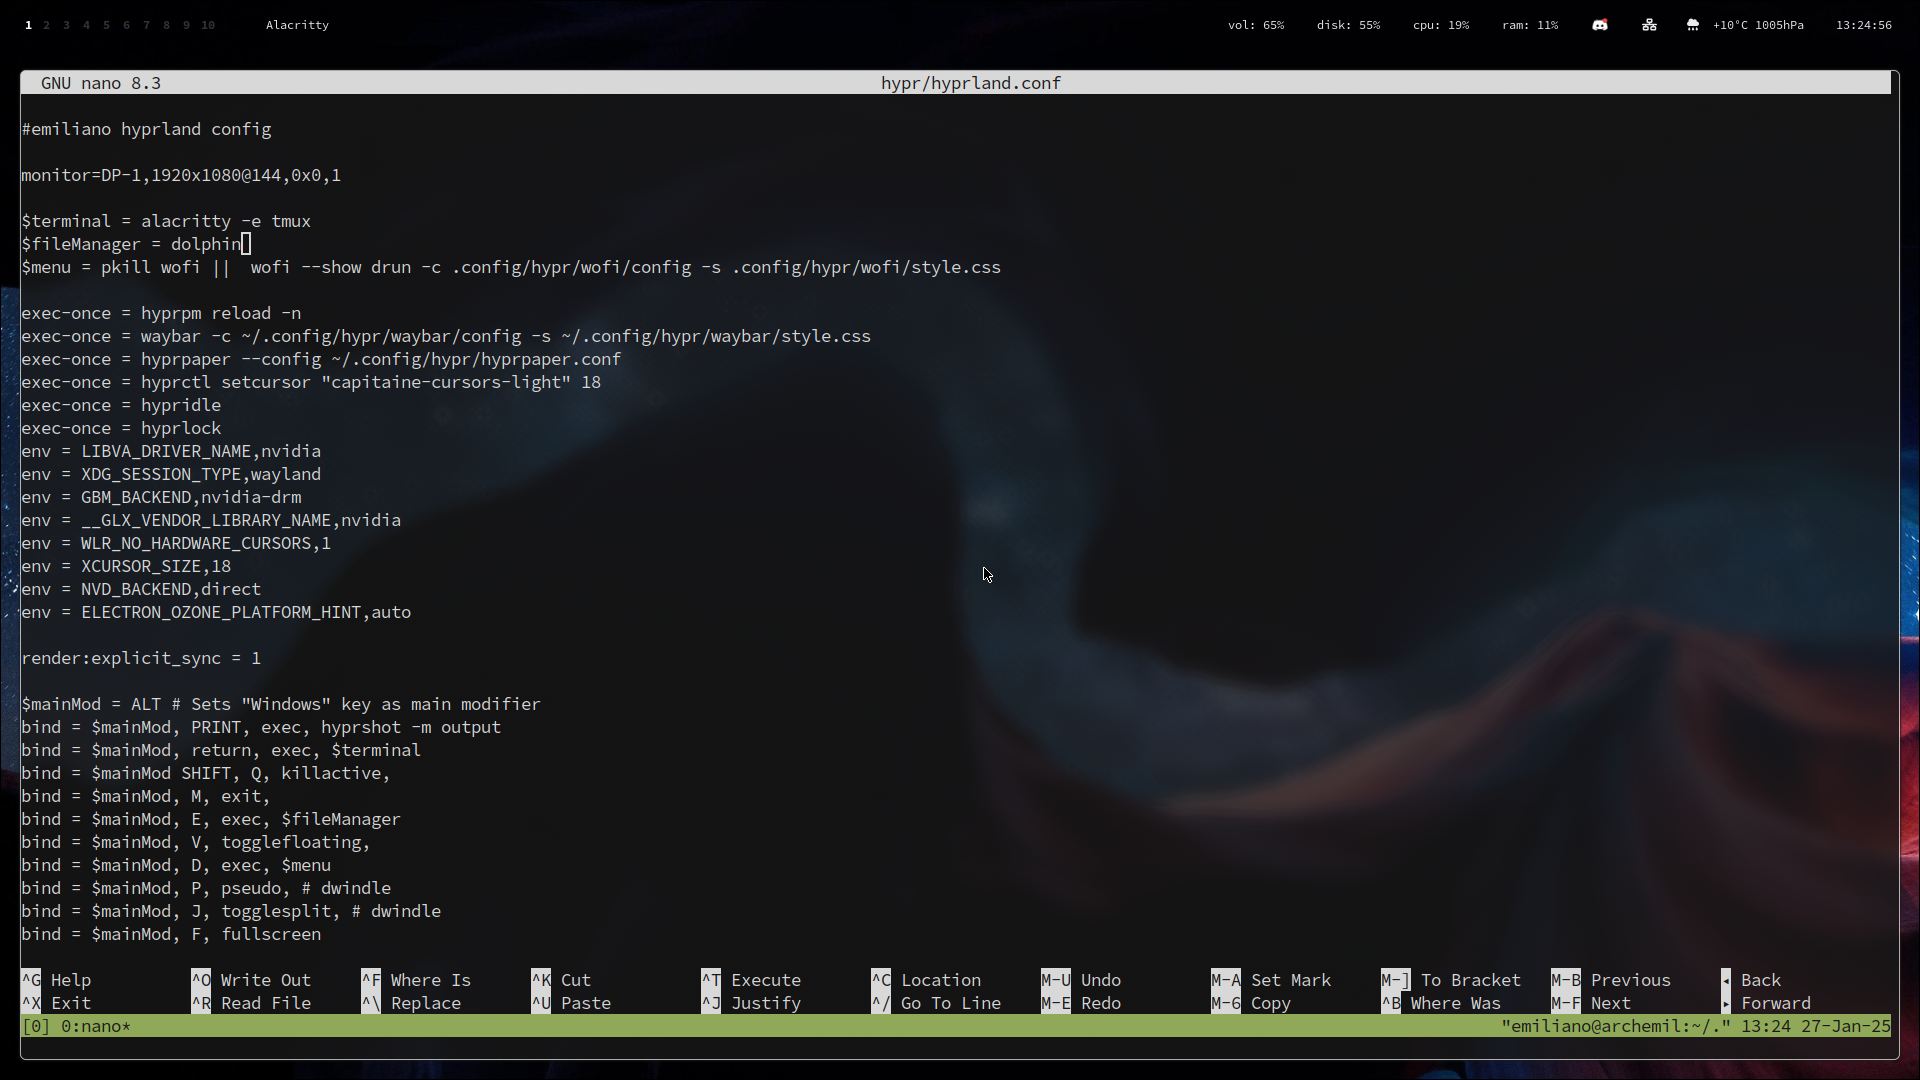 1 2 3 4 5 6 7 8 9 10 Alacritty vol: 65% disk: 55% cpu: 19% ram: 11% +10°C 1005hPa 13:24:56
GNU nano 8.3 hypr/hyprland.conf
#emiliano hyprland config
monitor=DP-1,1920x1080@144,0x0,1
$terminal = alacritty -e tmux
$fileManager = dolphin
$menu = pkill wofi ||  wofi --show drun -c .config/hypr/wofi/config -s .config/hypr/wofi/style.css
exec-once = hyprpm reload -n
exec-once = waybar -c ~/.config/hypr/waybar/config -s ~/.config/hypr/waybar/style.css
exec-once = hyprpaper --config ~/.config/hypr/hyprpaper.conf
exec-once = hyprctl setcursor "capitaine-cursors-light" 18
exec-once = hypridle
exec-once = hyprlock
env = LIBVA_DRIVER_NAME,nvidia
env = XDG_SESSION_TYPE,wayland
env = GBM_BACKEND,nvidia-drm
env = __GLX_VENDOR_LIBRARY_NAME,nvidia
env = WLR_NO_HARDWARE_CURSORS,1
env = XCURSOR_SIZE,18
env = NVD_BACKEND,direct
env = ELECTRON_OZONE_PLATFORM_HINT,auto
render:explicit_sync = 1
$mainMod = ALT # Sets "Windows" key as main modifier
bind = $mainMod, PRINT, exec, hyprshot -m output
bind = $mainMod, return, exec, $terminal
bind = $mainMod SHIFT, Q, killactive,
bind = $mainMod, M, exit,
bind = $mainMod, E, exec, $fileManager
bind = $mainMod, V, togglefloating,
bind = $mainMod, D, exec, $menu
bind = $mainMod, P, pseudo, # dwindle
bind = $mainMod, J, togglesplit, # dwindle
bind = $mainMod, F, fullscreen
^G Help ^O Write Out ^F Where Is ^K Cut ^T Execute ^C Location M-U Undo M-A Set Mark M-] To Bracket M-B Previous ◂ Back
^X Exit ^R Read File ^\ Replace ^U Paste ^J Justify ^/ Go To Line M-E Redo M-6 Copy ^B Where Was M-F Next ▸ Forward
[0] 0:nano* "emiliano@archemil:~/." 13:24 27-Jan-25